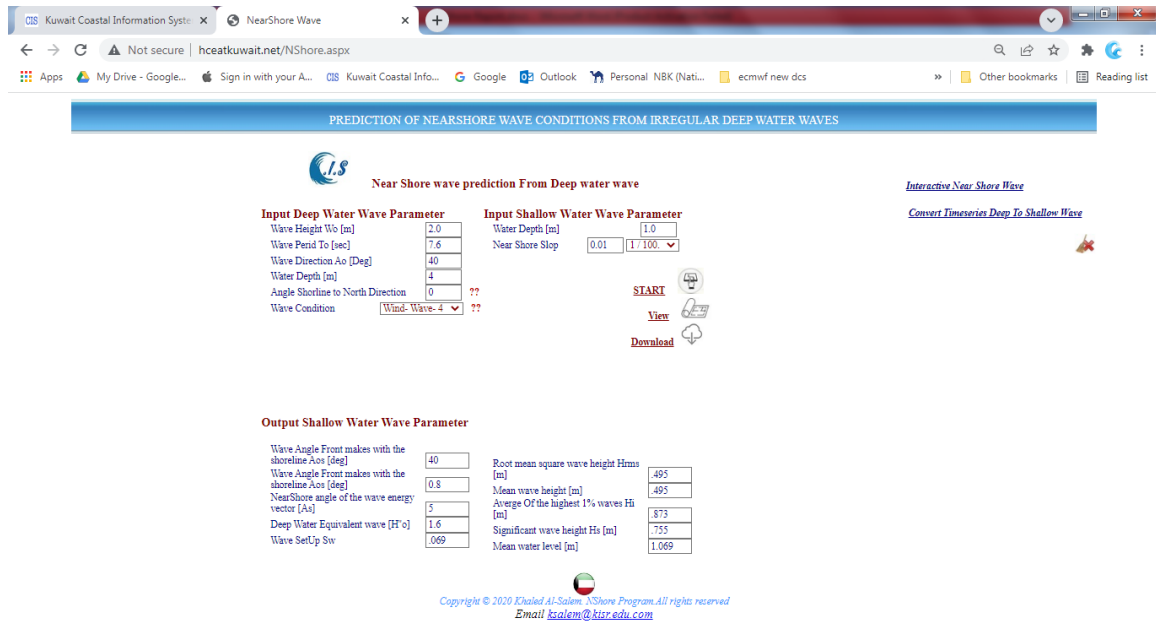 CIS Kuwait Coastal Information Syste
NearShore Wave
Not secure | hceatkuwait.net/NShore.aspx
Apps
My Drive - Google...
Sign in with your A...
CIS Kuwait Coastal Info...
G Google
Outlook
Personal NBK (Nati...
ecmwf new dcs
»
Other bookmarks
Reading list
PREDICTION OF NEARSHORE WAVE CONDITIONS FROM IRREGULAR DEEP WATER WAVES
C.I.S
Near Shore wave prediction From Deep water wave
Interactive Near Shore Wave
Convert Timeseries Deep To Shallow Wave
Input Deep Water Wave Parameter
Wave Height Wo [m] 2.0
Wave Perid To [sec] 7.6
Wave Direction Ao [Deg] 40
Water Depth [m] 4
Angle Shorline to North Direction 0 ??
Wave Condition Wind- Wave- 4 ??
Input Shallow Water Wave Parameter
Water Depth [m] 1.0
Near Shore Slop 0.01 1 / 100.
START
View
Download
Output Shallow Water Wave Parameter
Wave Angle Front makes with the
shoreline Aos [deg] 40
Wave Angle Front makes with the
shoreline Aos [deg] 0.8
NearShore angle of the wave energy
vector [As] 5
Deep Water Equivalent wave [H'o] 1.6
Wave SetUp Sw .069
Root mean square wave height Hrms
[m] .495
Mean wave height [m] .495
Averge Of the highest 1% waves Hi
[m] .873
Significant wave height Hs [m] .755
Mean water level [m] 1.069
Copyright © 2020 Khaled Al-Salem, NShore Program.All rights reserved
Email ksalem@kisr.edu.com